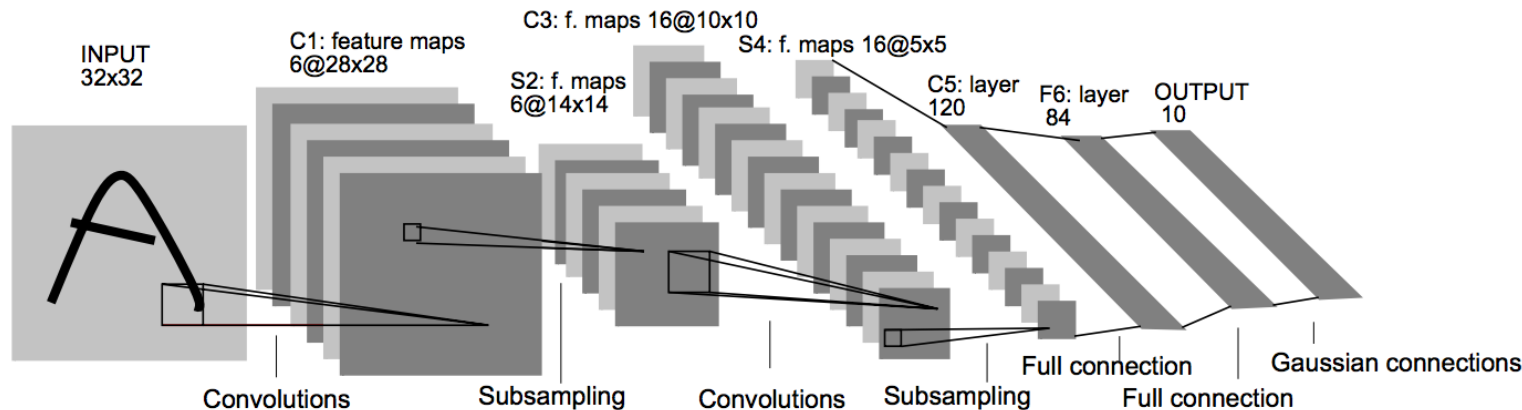 INPUT
32x32
C1: feature maps
6@28x28
S2: f. maps
6@14x14
C3: f. maps 16@10x10
S4: f. maps 16@5x5
C5: layer
120
F6: layer
84
OUTPUT
10
Convolutions
Subsampling
Convolutions
Subsampling
Full connection
Full connection
Gaussian connections